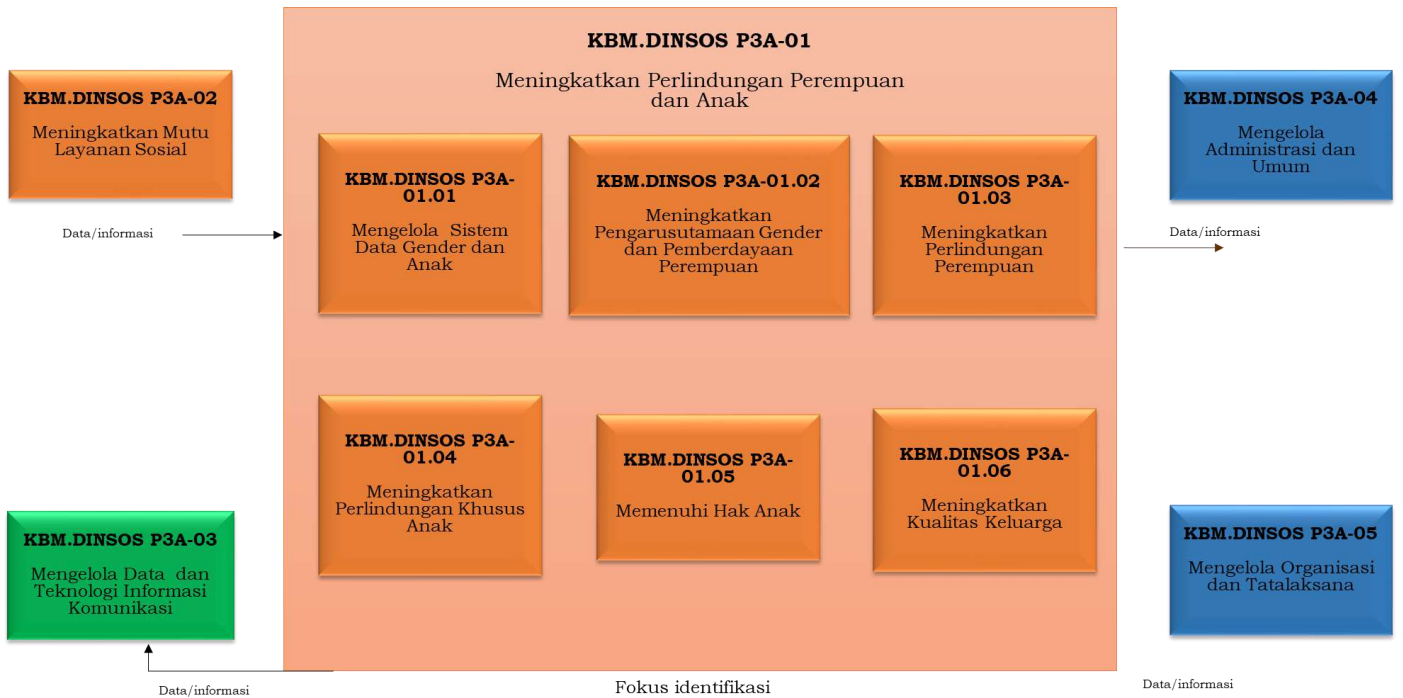 KBM.DINSOS P3A-01
Meningkatkan Perlindungan Perempuan
dan Anak
KBM.DINSOS P3A-02
Meningkatkan Mutu
Layanan Sosial
Data/informasi
KBM.DINSOS P3A-
01.01
Mengelola Sistem
Data Gender dan
Anak
KBM.DINSOS P3A-01.02
Meningkatkan
Pengarusutamaan Gender
dan Pemberdayaan
Perempuan
KBM.DINSOS P3A-
01.03
Meningkatkan
Perlindungan
Perempuan
KBM.DINSOS P3A-04
Mengelola
Administrasi dan
Umum
Data/informasi
KBM.DINSOS P3A-
01.04
Meningkatkan
Perlindungan Khusus
Anak
KBM.DINSOS P3A-
01.05
Memenuhi Hak Anak
KBM.DINSOS P3A-
01.06
Meningkatkan
Kualitas Keluarga
KBM.DINSOS P3A-03
Mengelola Data dan
Teknologi Informasi
Komunikasi
KBM.DINSOS P3A-05
Mengelola Organisasi
dan Tatalaksana
Data/informasi
Fokus identifikasi
Data/informasi